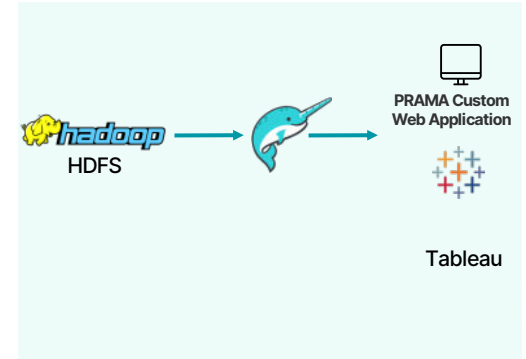 hadoop
HDFS
PRAMA Custom
Web Application
Tableau